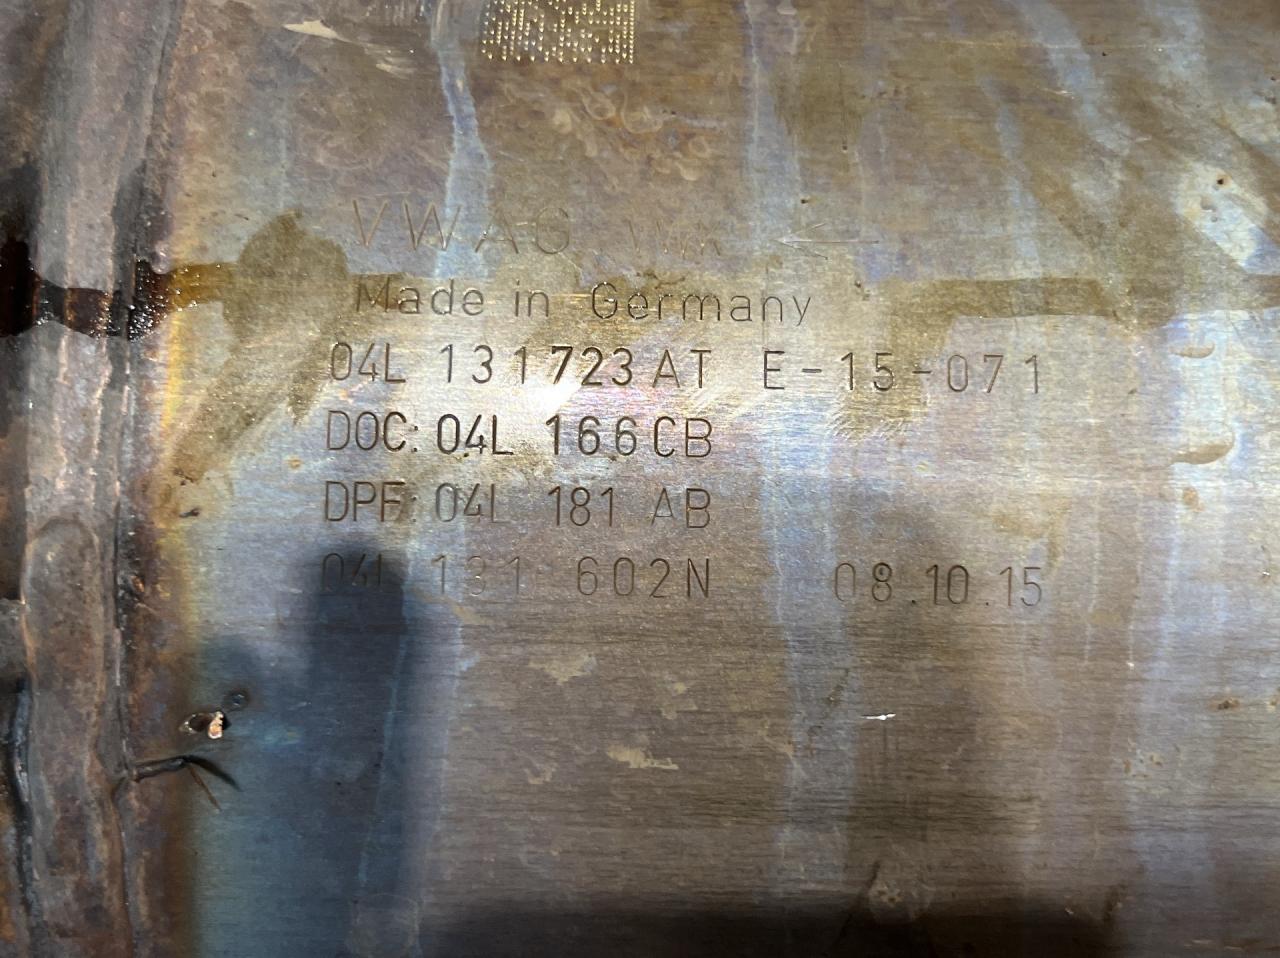 VWAG
Made in Germany
04L 131723 AT E-15-071
DOC: 04L 166 CB
DPF: 04L 181 AB
04L 131 602N 08.10.15